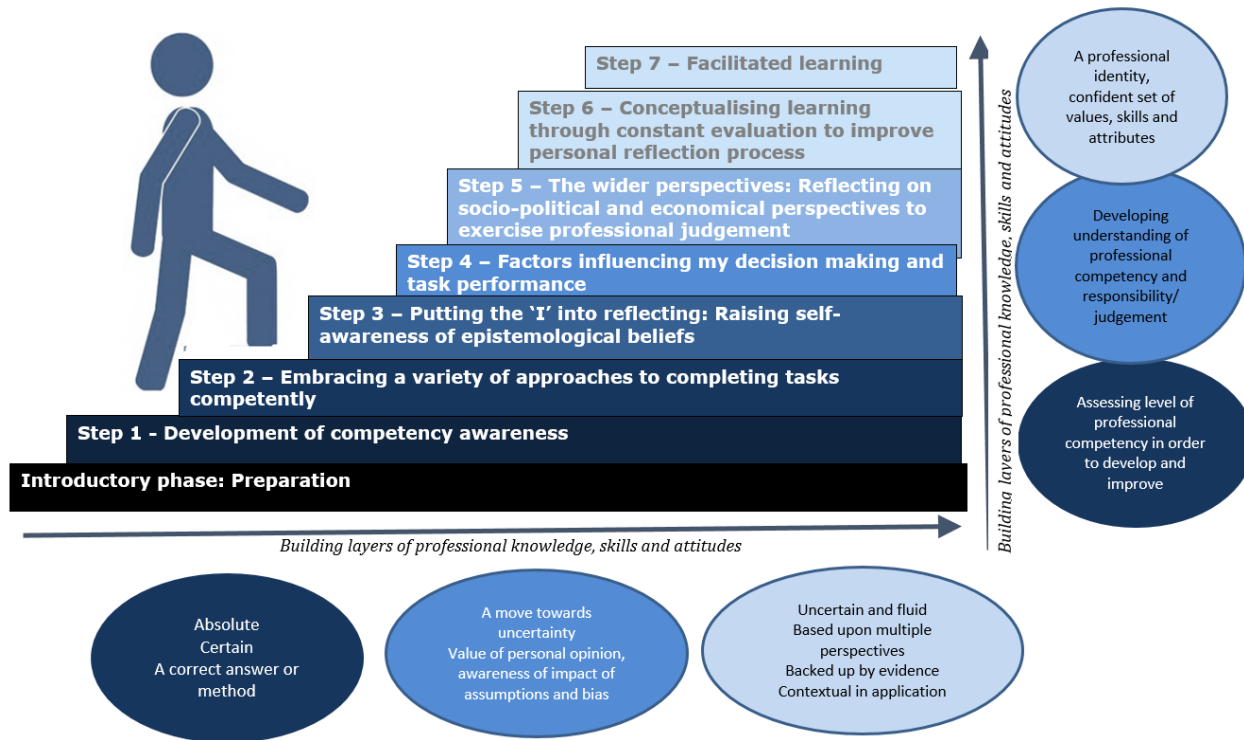 Step 7 – Facilitated learning
Step 6 – Conceptualising learning
through constant evaluation to improve
personal reflection process
Step 5 – The wider perspectives: Reflecting on
socio-political and economical perspectives to
exercise professional judgement
Step 4 – Factors influencing my decision making and
task performance
Step 3 – Putting the ‘I’ into reflecting: Raising self-
awareness of epistemological beliefs
Step 2 – Embracing a variety of approaches to completing tasks
competently
Step 1 - Development of competency awareness
Introductory phase: Preparation
Building layers of professional knowledge, skills and attitudes
Building layers of professional knowledge, skills and attitudes
A professional
identity,
confident set of
values, skills and
attributes
Developing
understanding of
professional
competency and
responsibility/
judgement
Assessing level of
professional
competency in order
to develop and
improve
Absolute
Certain
A correct answer or
method
A move towards
uncertainty
Value of personal opinion,
awareness of impact of
assumptions and bias
Uncertain and fluid
Based upon multiple
perspectives
Backed up by evidence
Contextual in application